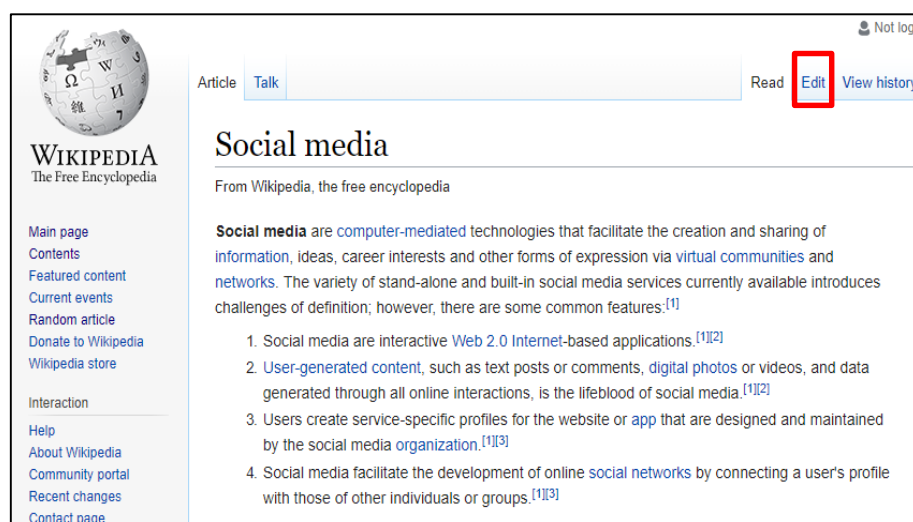 Not log
Article Talk Read Edit View history
WIKIPEDIA
The Free Encyclopedia
Main page
Contents
Featured content
Current events
Random article
Donate to Wikipedia
Wikipedia store
Interaction
Help
About Wikipedia
Community portal
Recent changes
Contact page
Social media
From Wikipedia, the free encyclopedia
Social media are computer-mediated technologies that facilitate the creation and sharing of
information, ideas, career interests and other forms of expression via virtual communities and
networks. The variety of stand-alone and built-in social media services currently available introduces
challenges of definition; however, there are some common features:[1]
1. Social media are interactive Web 2.0 Internet-based applications.[1][2]
2. User-generated content, such as text posts or comments, digital photos or videos, and data
generated through all online interactions, is the lifeblood of social media.[1][2]
3. Users create service-specific profiles for the website or app that are designed and maintained
by the social media organization.[1][3]
4. Social media facilitate the development of online social networks by connecting a user's profile
with those of other individuals or groups.[1][3]